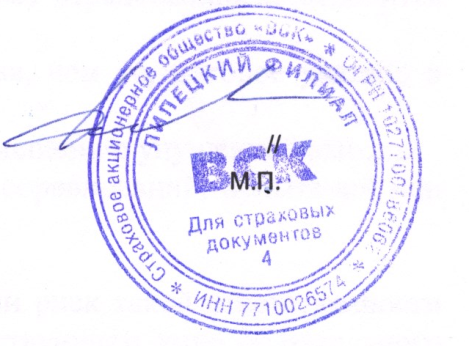 Страховое акционерное общество «ВСК» * ОГРН 1027700186062 *
ИНН 7710026574 *
ЛИПЕЦКИЙ ФИЛИАЛ
ВСК
//
М.П.
Для страховых
документов
4